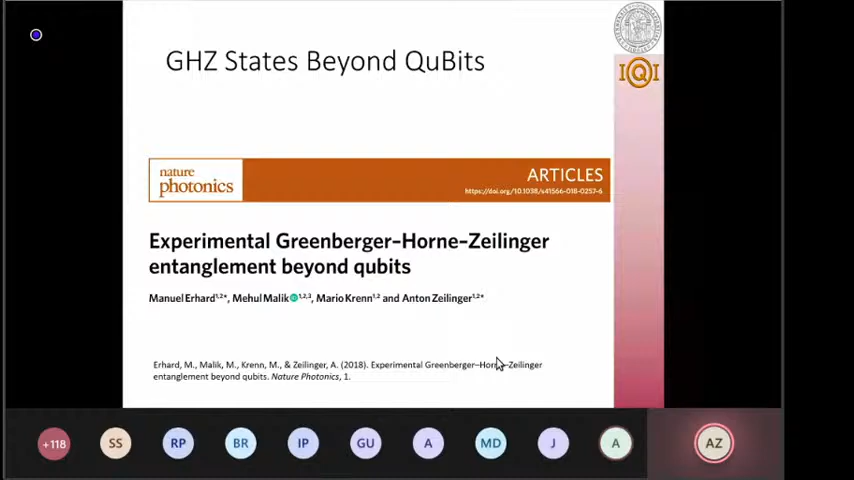 GHZ States Beyond QuBits
IQI
nature
photonics
ARTICLES
https://doi.org/10.1038/s41566-018-0257-6
Experimental Greenberger–Horne–Zeilinger
entanglement beyond qubits
Manuel Erhard1,2*, Mehul Malik 1,2,3, Mario Krenn1,2 and Anton Zeilinger1,2*
Erhard, M., Malik, M., Krenn, M., & Zeilinger, A. (2018). Experimental Greenberger–Horne–Zeilinger
entanglement beyond qubits. Nature Photonics, 1.
+118 SS RP BR IP GU A MD J A AZ